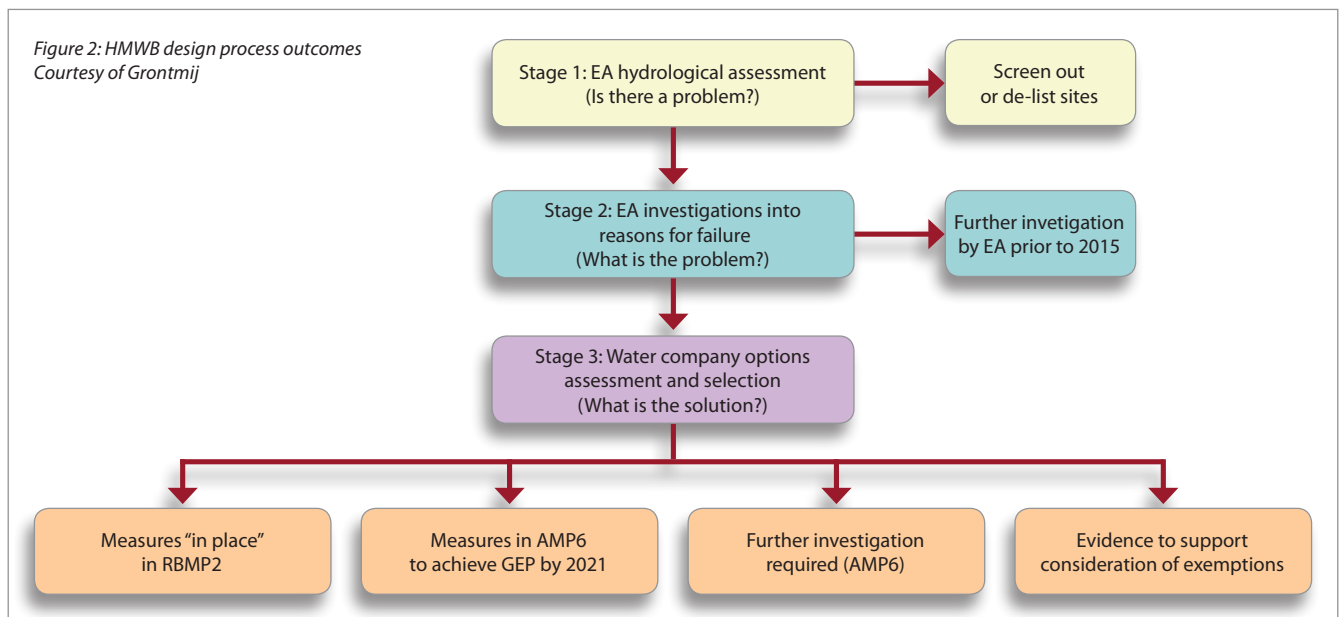 Figure 2: HMWB design process outcomes
Courtesy of Grontmij
Stage 1: EA hydrological assessment
(Is there a problem?)
Screen out
or de-list sites
Stage 2: EA investigations into
reasons for failure
(What is the problem?)
Further invetigation
by EA prior to 2015
Stage 3: Water company options
assessment and selection
(What is the solution?)
Measures “in place”
in RBMP2
Measures in AMP6
to achieve GEP by 2021
Further investigation
required (AMP6)
Evidence to support
consideration of exemptions